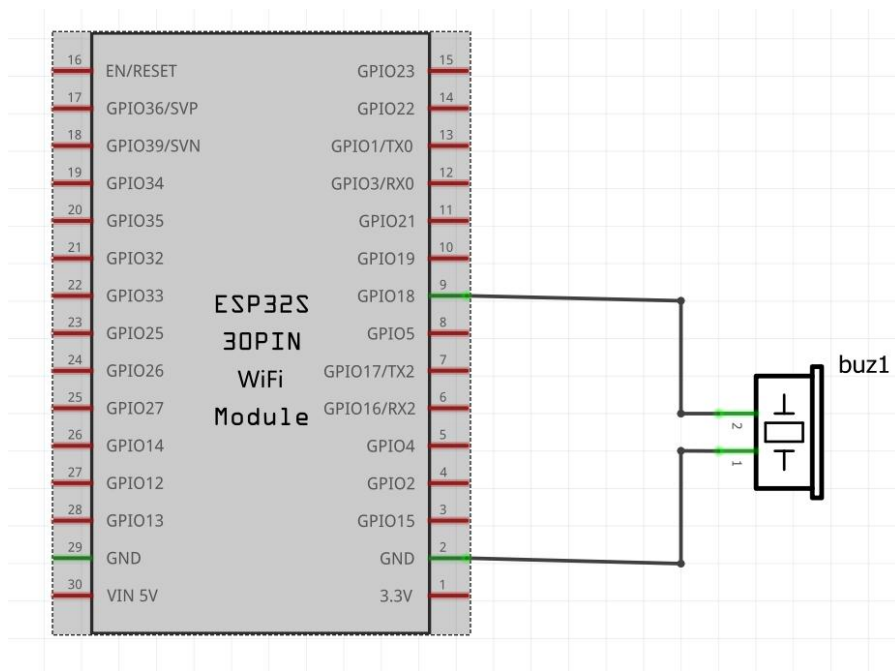 16 EN/RESET GPIO23 15
17 GPIO36/SVP GPIO22 14
18 GPIO39/SVN GPIO1/TX0 13
19 GPIO34 GPIO3/RX0 12
20 GPIO35 GPIO21 11
21 GPIO32 GPIO19 10
22 GPIO33 GPIO18 9
ESP32S
23 GPIO25 GPIO5 8
30PIN
24 GPIO26 GPIO17/TX2 7
WiFi
25 GPIO27 GPIO16/RX2 6
Module
26 GPIO14 GPIO4 5
27 GPIO12 GPIO2 4
28 GPIO13 GPIO15 3
29 GND GND 2
30 VIN 5V 3.3V 1
buz1
2
1